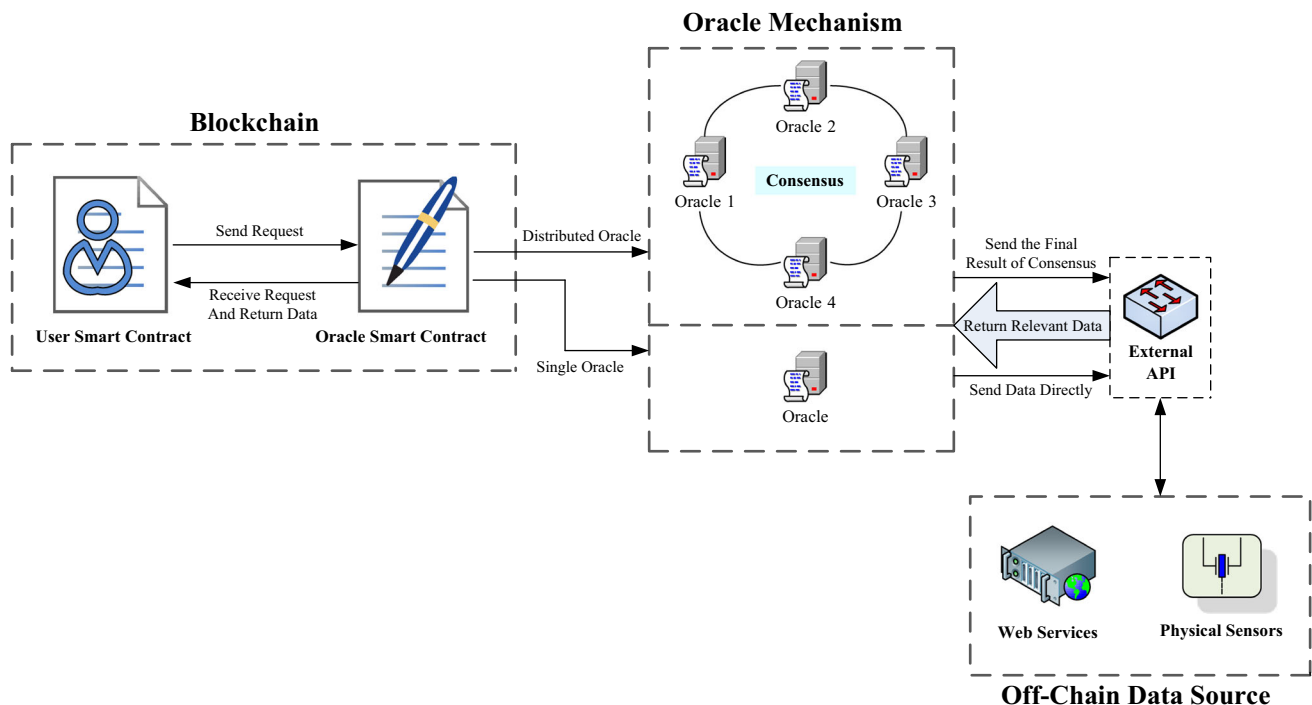 Oracle Mechanism
Blockchain
Oracle 2
Oracle 1
Consensus
Oracle 3
Oracle 4
Send Request
Receive Request
And Return Data
User Smart Contract
Oracle Smart Contract
Distributed Oracle
Single Oracle
Oracle
Send the Final
Result of Consensus
Return Relevant Data
Send Data Directly
External
API
Web Services
Physical Sensors
Off-Chain Data Source